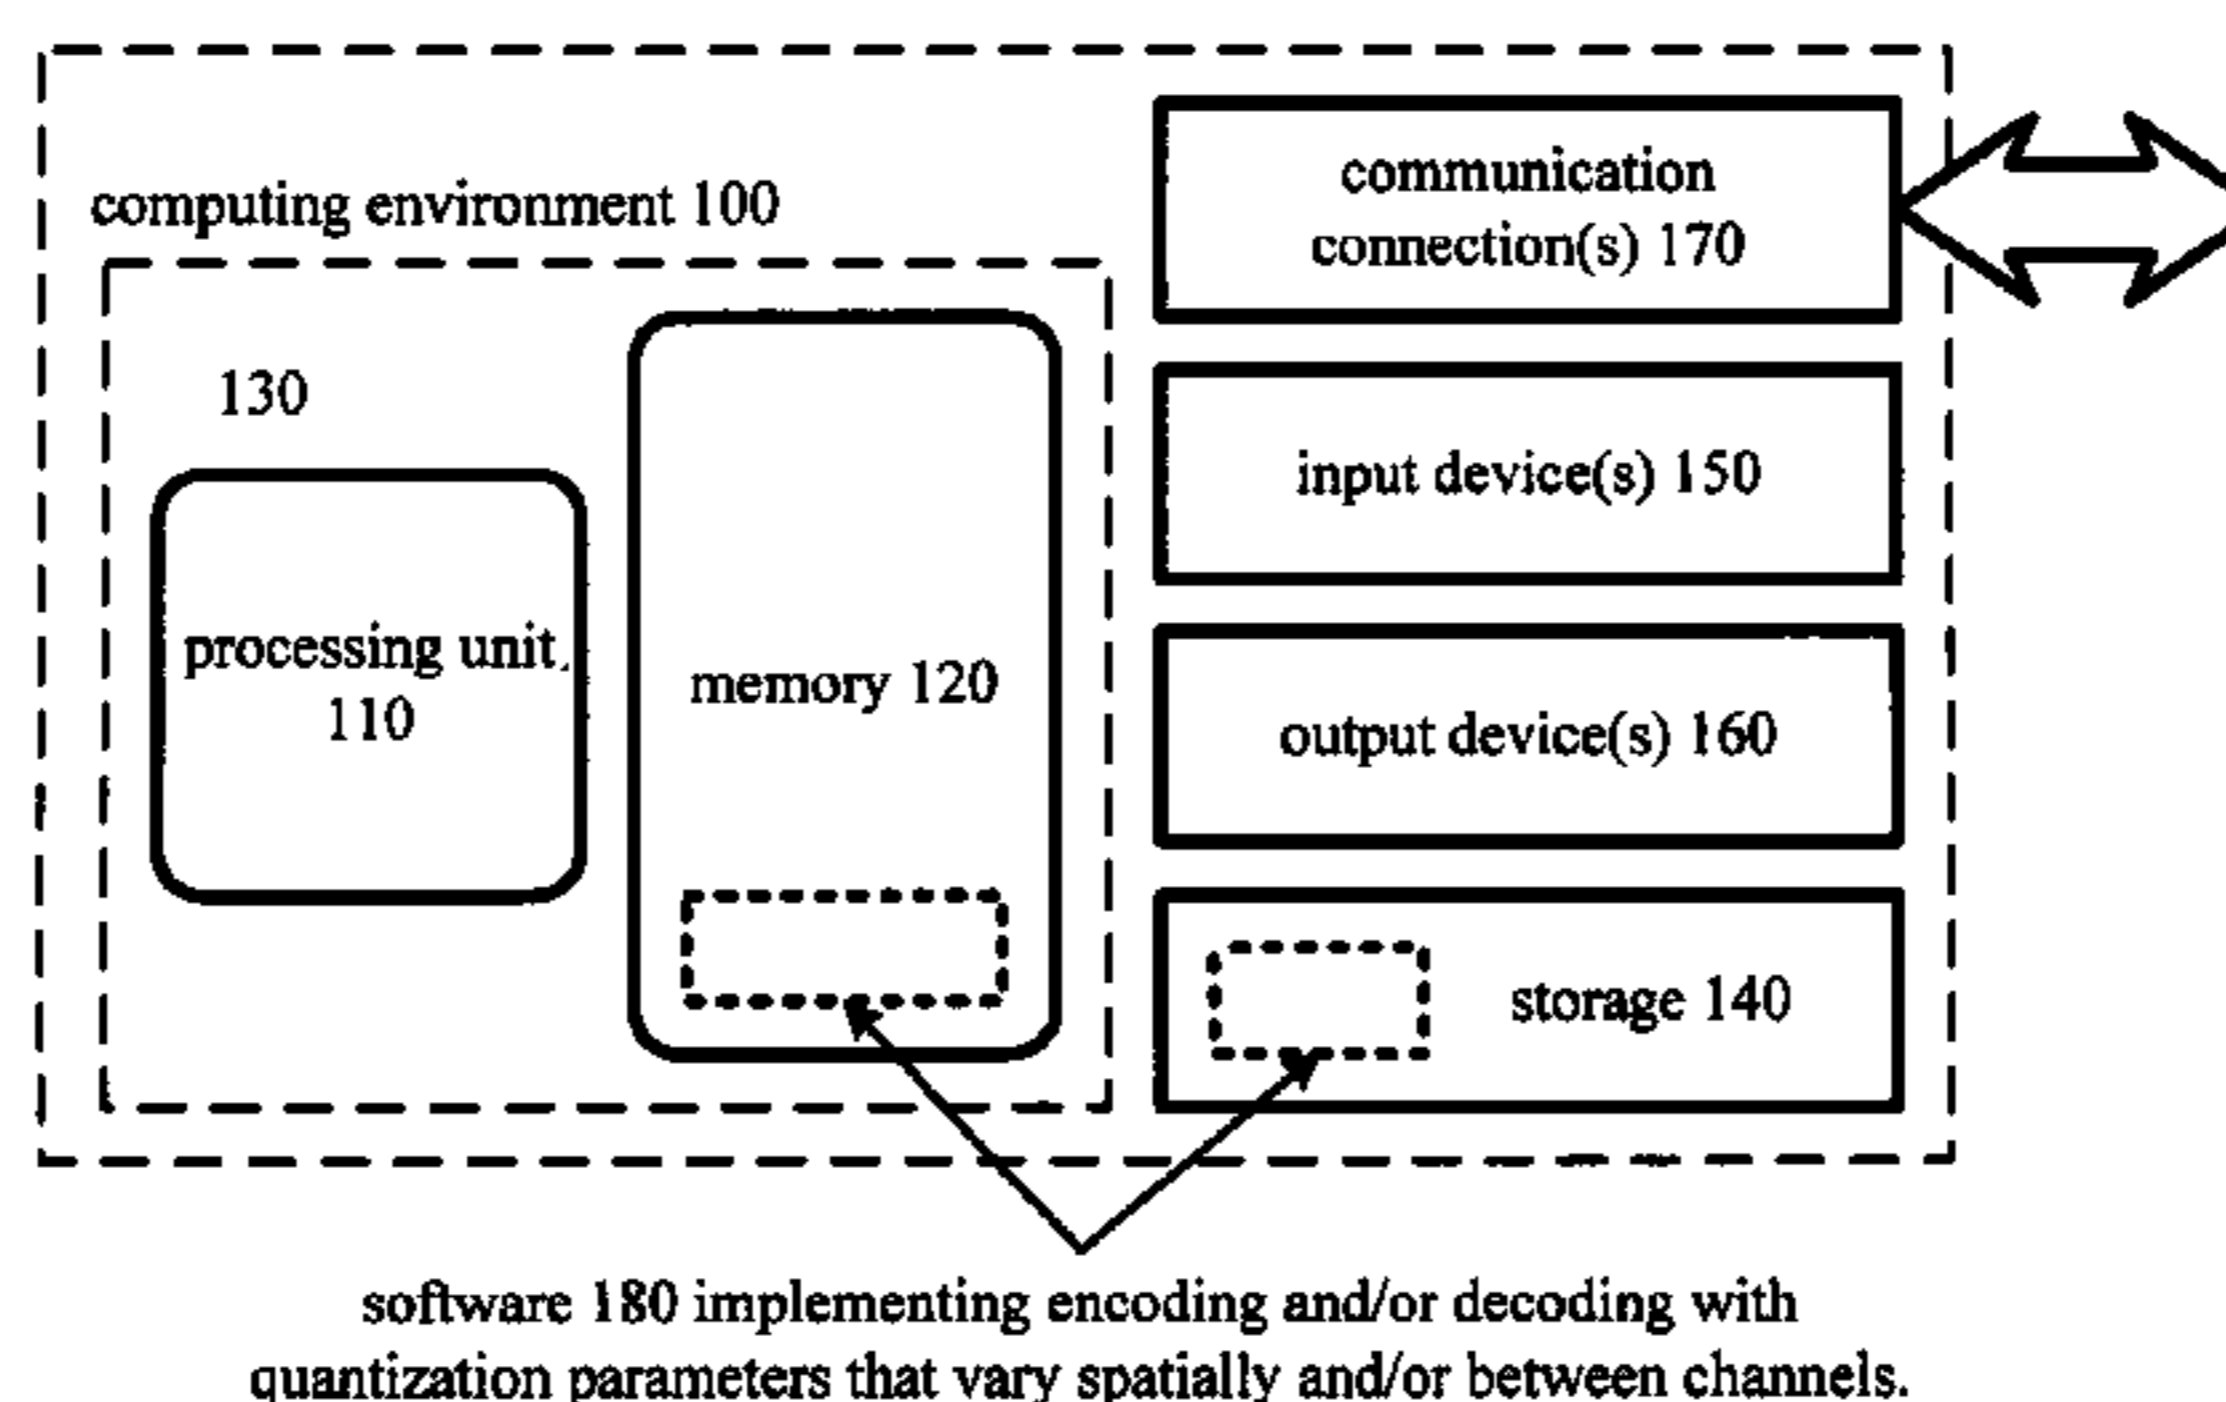 computing environment 100
130
processing unit
110
memory 120
communication
connection(s) 170
input device(s) 150
output device(s) 160
storage 140
software 180 implementing encoding and/or decoding with
quantization parameters that vary spatially and/or between channels.